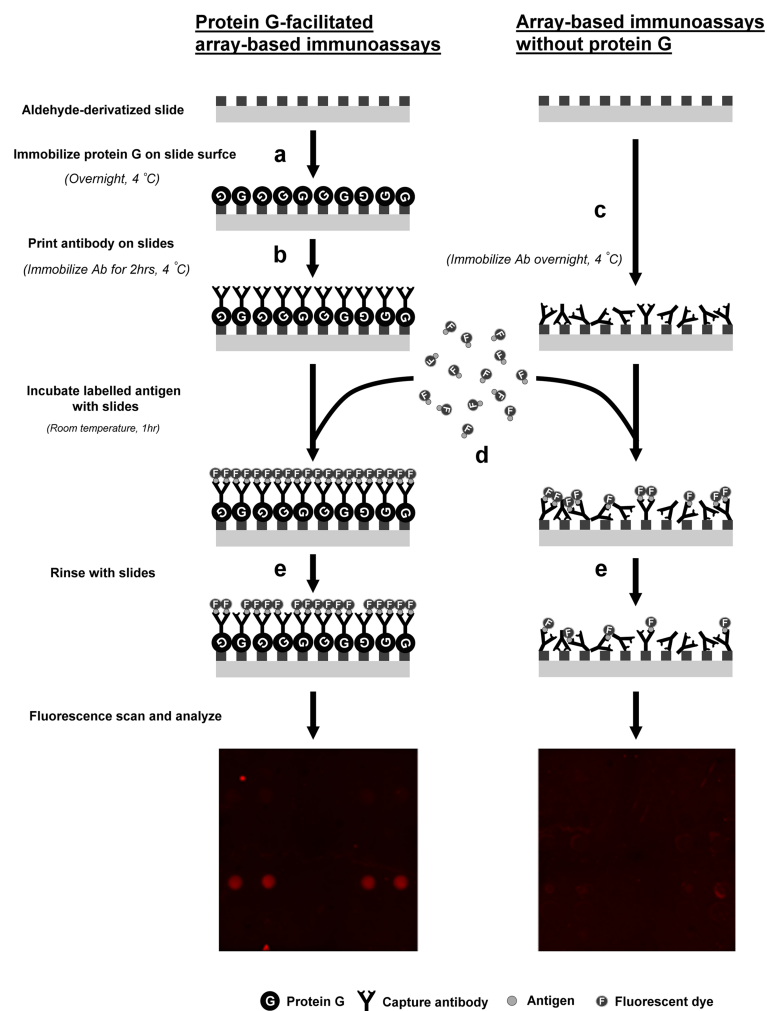 Protein G-facilitated
array-based immunoassays
Array-based immunoassays
without protein G
Aldehyde-derivatized slide
Immobilize protein G on slide surfce
(Overnight, 4 °C)
a
Print antibody on slides
(Immobilize Ab for 2hrs, 4 °C)
b
c
(Immobilize Ab overnight, 4 °C)
Incubate labelled antigen
with slides
(Room temperature, 1hr)
d
Rinse with slides
e
e
Fluorescence scan and analyze
G Protein G
Capture antibody
Antigen
F Fluorescent dye